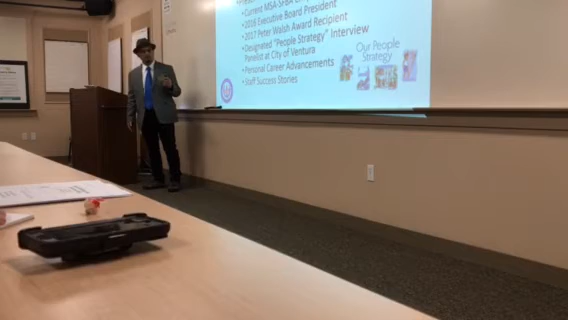 •Current MSA-SFBA
•2016 Executive Board President
•2017 Peter Walsh Award Recipient
•Designated "People Strategy" Interview
Panelist at City of Ventura
•Personal Career Advancements
•Staff Success Stories
Our People
Strategy